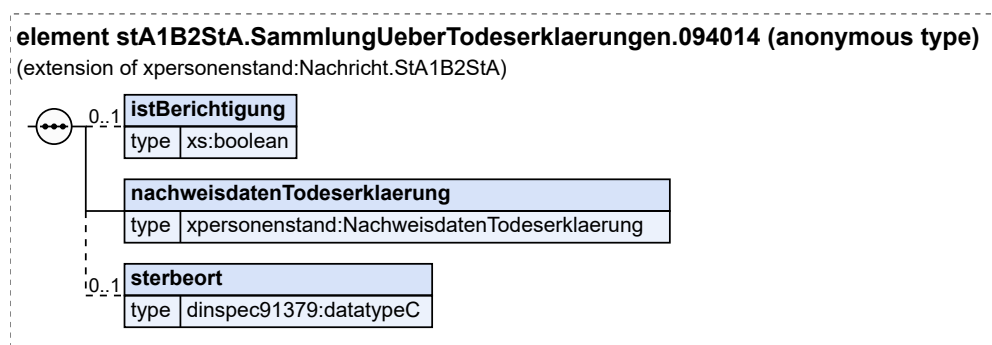 element stA1B2StA.SammlungUeberTodeserklaerungen.094014 (anonymous type)
(extension of xpersonenstand:Nachricht.StA1B2StA)
0..1 istBerichtigung
type xs:boolean
nachweisdatenTodeserklaerung
type xpersonenstand:NachweisdatenTodeserklaerung
0..1 sterbeort
type dinspec91379:datatypeC